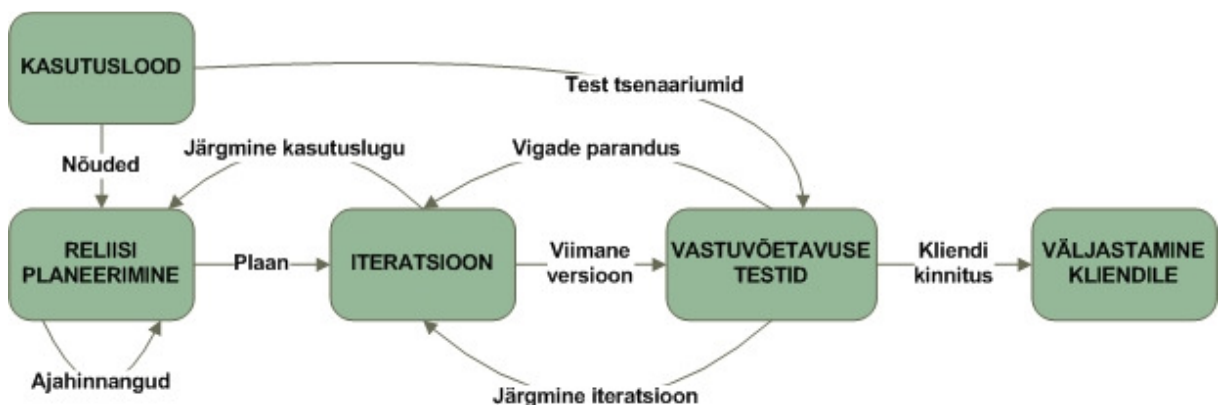 KASUTUSLOOD
Test tsenaariumid
Järgmine kasutuslugu
Vigade parandus
Nõuded
RELIISI
PLANEERIMINE
Plaan
ITERATSIOON
Viimane
versioon
VASTUVÕETAVUSE
TESTID
Kliendi
kinnitus
VÄLJASTAMINE
KLIENDILE
Ajahinnangud
Järgmine iteratsioon